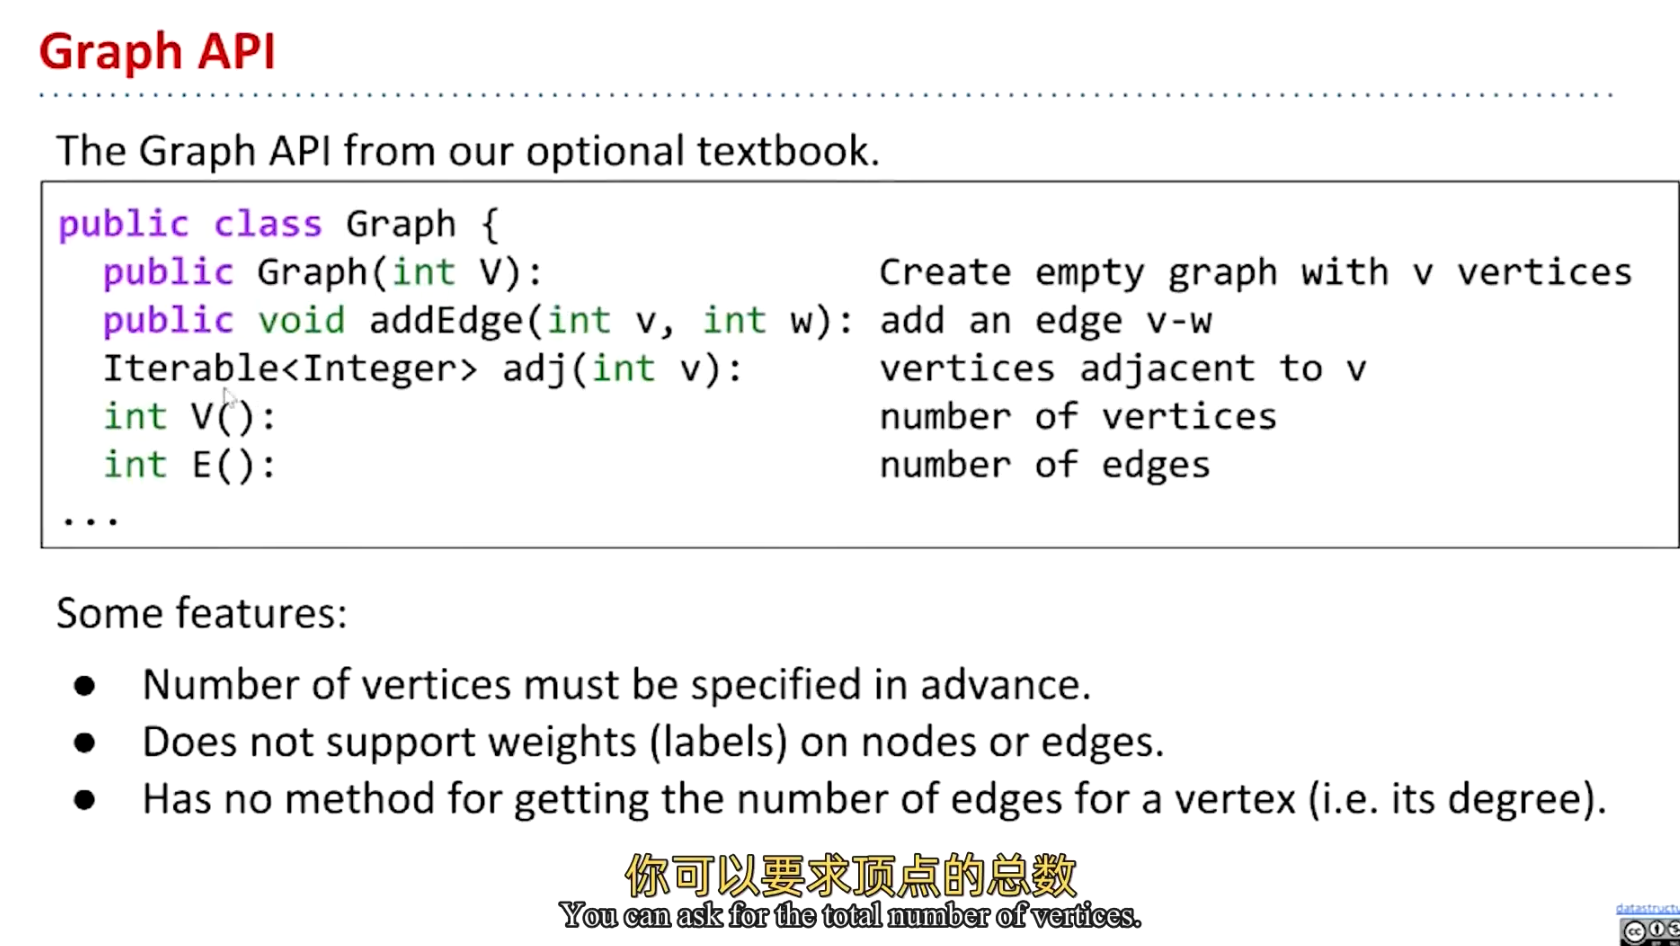 Graph API
The Graph API from our optional textbook.
public class Graph {
public Graph(int V): Create empty graph with v vertices
public void addEdge(int v, int w): add an edge v-w
Iterable<Integer> adj(int v): vertices adjacent to v
int V(): number of vertices
int E(): number of edges
...
Some features:
● Number of vertices must be specified in advance.
● Does not support weights (labels) on nodes or edges.
● Has no method for getting the number of edges for a vertex (i.e. its degree).
你可以要求顶点的总数
You can ask for the total number of vertices.